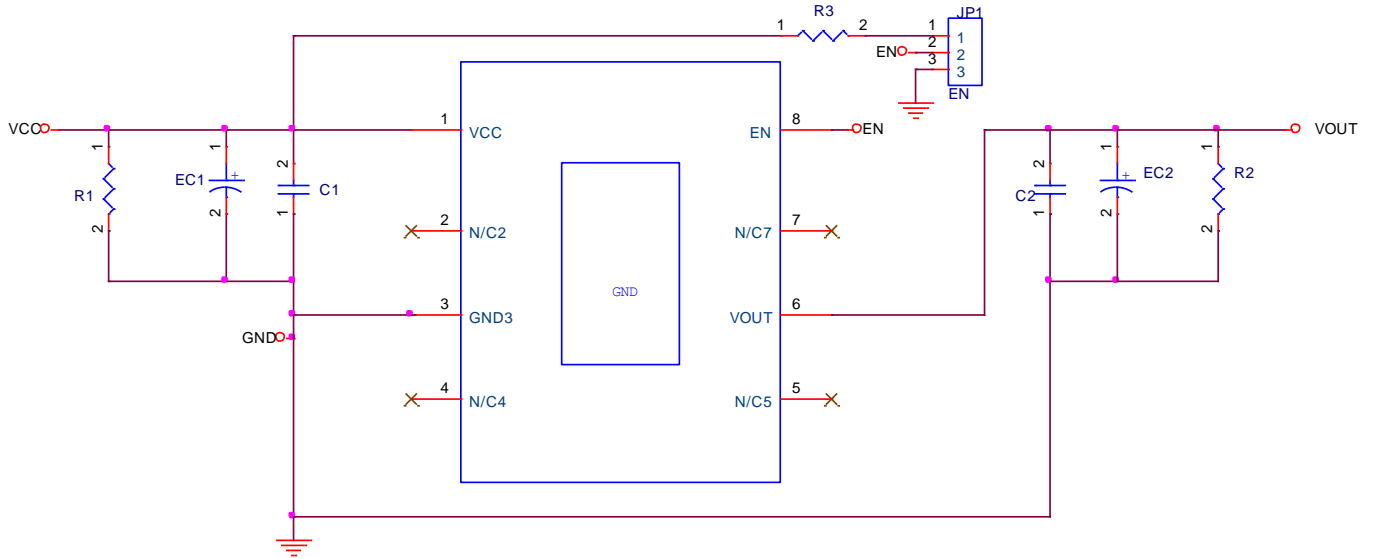 R3
JP1
1 2 1 1
EN 2 2
3 3
EN
VCC 1 VCC EN 8 EN VOUT
1 1 2 2 1 1
R1 EC1 + C1 C2 + EC2 R2
2 2 1 1 2 2
2 N/C2 N/C7 7
GND
3 GND3 VOUT 6
GND
4 N/C4 N/C5 5